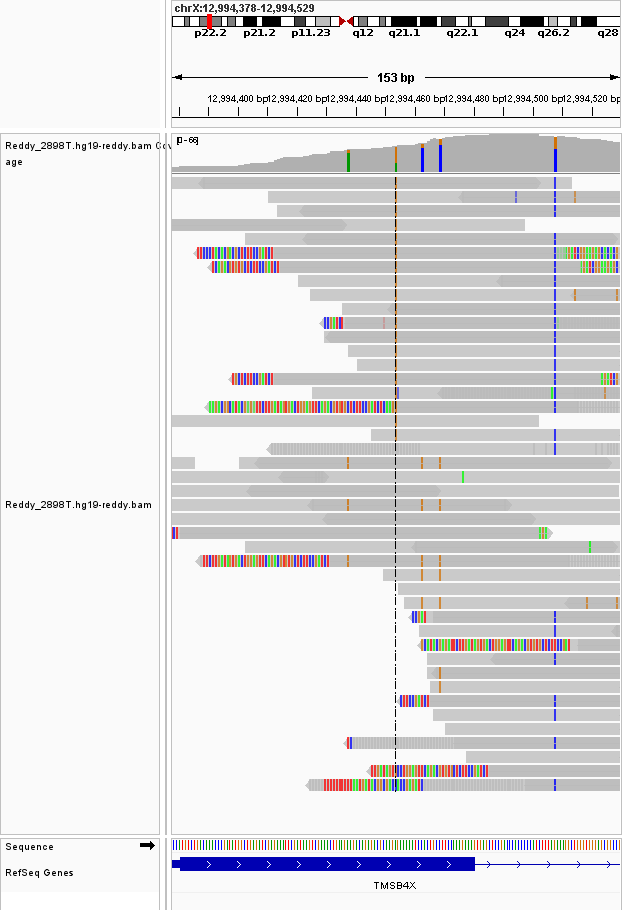 chrX:12,994,378-12,994,529
p22.2 p21.2 p11.23 q12 q21.1 q22.1 q24 q26.2 q28
153 bp
12,994,400 bp 12,994,420 bp 12,994,440 bp 12,994,460 bp 12,994,480 bp 12,994,500 bp 12,994,520 bp
Reddy_2898T.hg19-reddy.bam Cov
age
[0 - 66]
Reddy_2898T.hg19-reddy.bam
Sequence
RefSeq Genes
TMSB4X